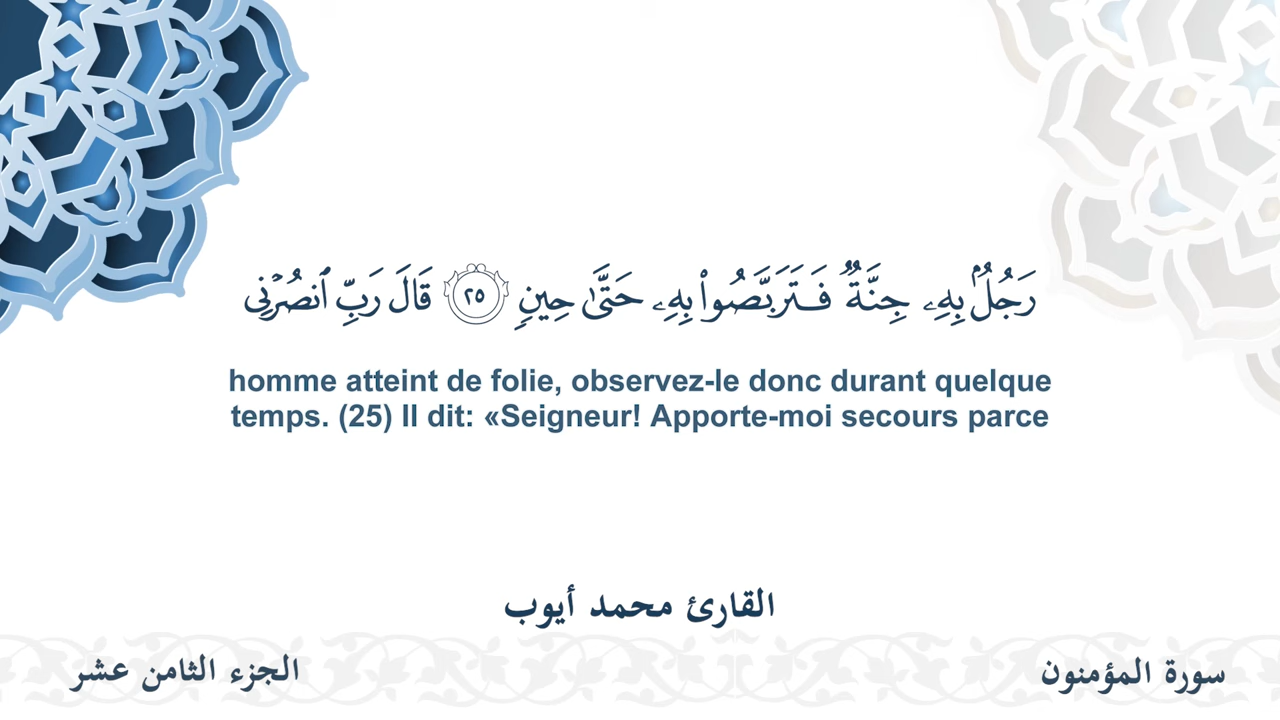 رَجُلُۢ بِهِۦ جِنَّةٞ فَتَرَبَّصُواْ بِهِۦ حَتَّىٰ حِينٖ ٢٥ قَالَ رَبِّ ٱنصُرۡنِي
homme atteint de folie, observez-le donc durant quelque
temps. (25) Il dit: «Seigneur! Apporte-moi secours parce
القارئ محمد أيوب
سورة المؤمنون
الجزء الثامن عشر